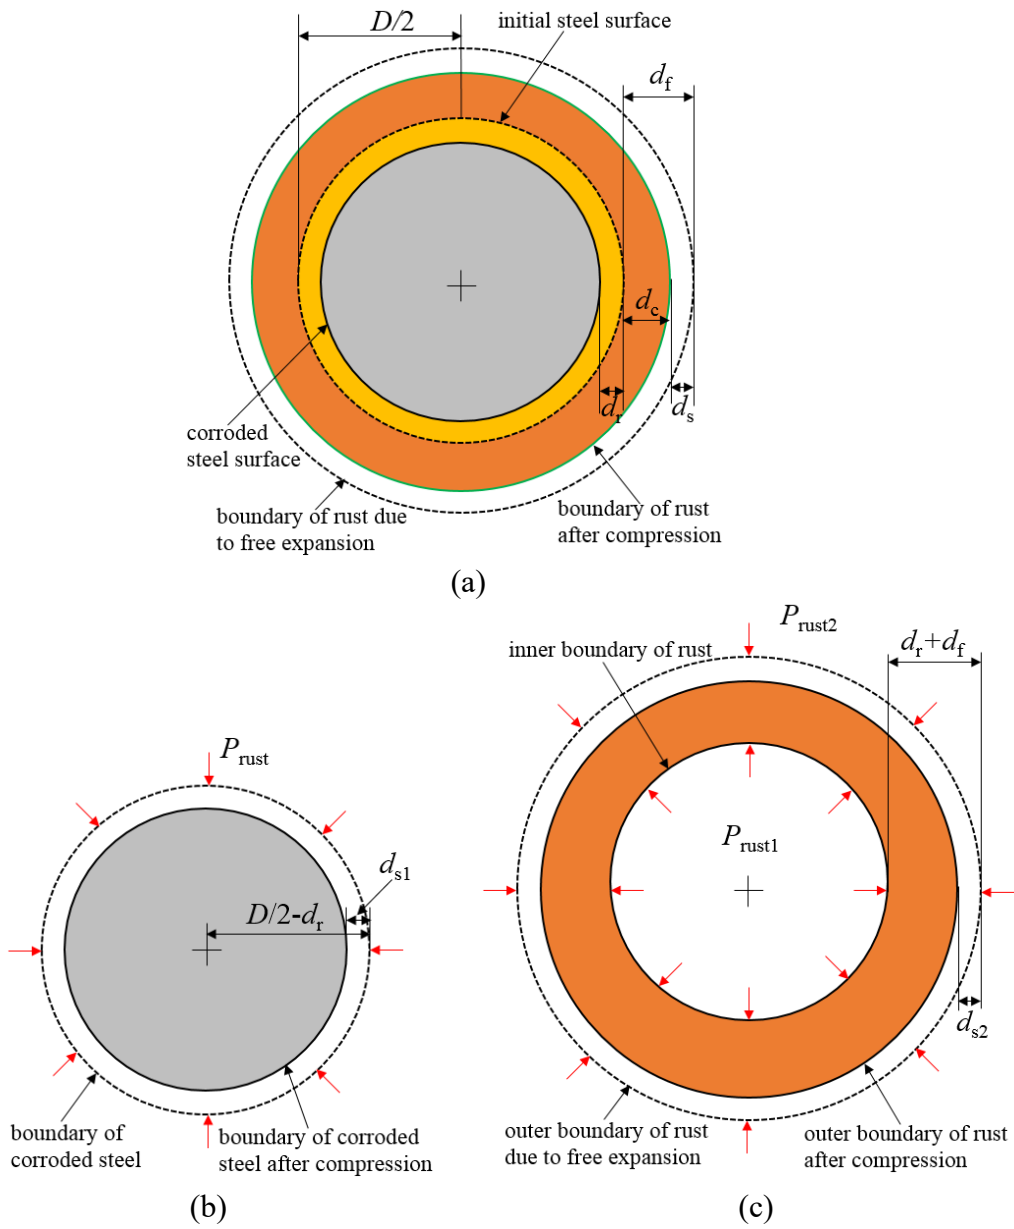 D/2
initial steel surface
d_f
d_c
d_r
d_s
corroded
steel surface
boundary of rust due
to free expansion
boundary of rust
after compression
(a)
P_rust
d_s1
D/2-d_r
boundary of
corroded steel
boundary of corroded
steel after compression
(b)
P_rust2
inner boundary of rust
d_r+d_f
P_rust1
d_s2
outer boundary of rust
due to free expansion
outer boundary of rust
after compression
(c)